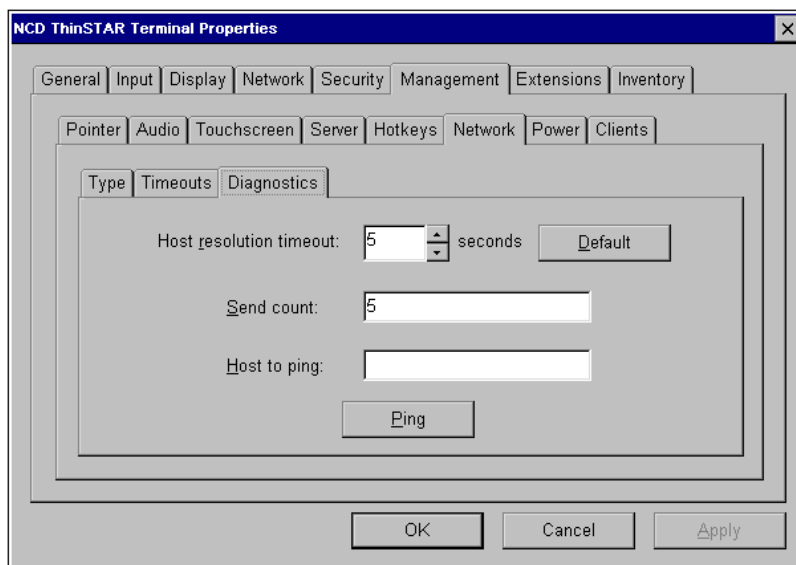 NCD ThinSTAR Terminal Properties
General Input Display Network Security Management Extensions Inventory
Pointer Audio Touchscreen Server Hotkeys Network Power Clients
Type Timeouts Diagnostics
Host resolution timeout: 5 seconds Default
Send count: 5
Host to ping:
Ping
OK Cancel Apply